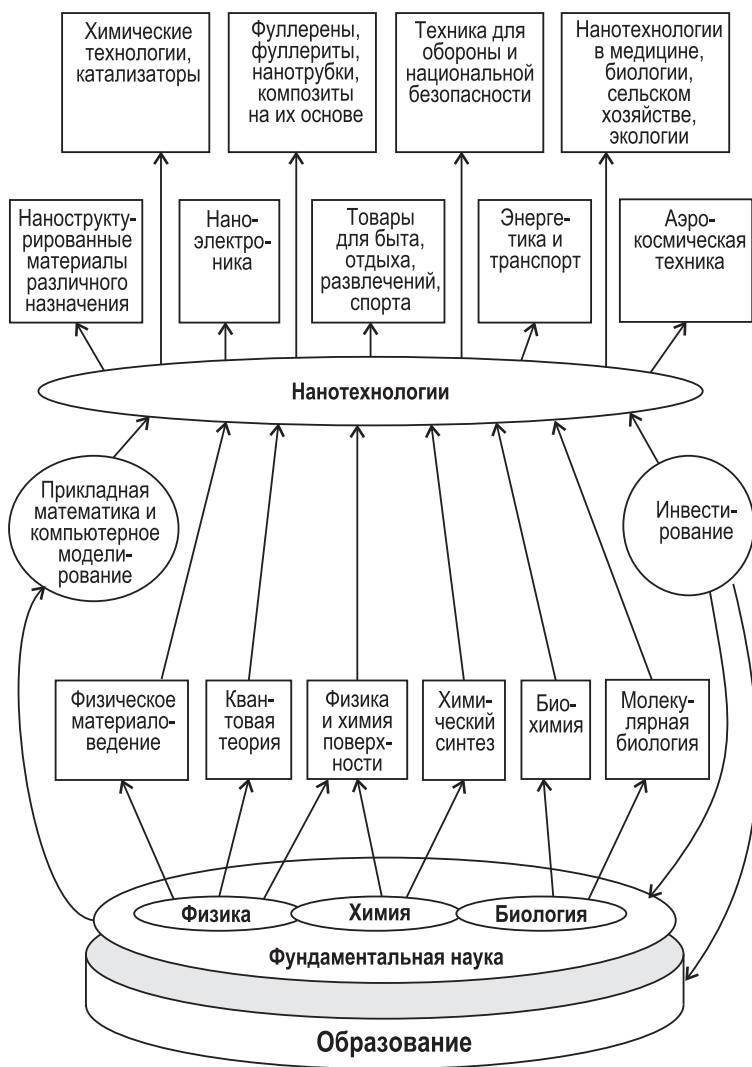 Химические
технологии,
катализаторы
Фуллерены,
фуллериты,
нанотрубки,
композиты
на их основе
Техника для
обороны и
национальной
безопасности
Нанотехнологии
в медицине,
биологии,
сельском
хозяйстве,
экологии
Нанострукту-
рированные
материалы
различного
назначения
Нано-
электро-
ника
Товары
для быта,
отдыха,
развлечений,
спорта
Энерге-
тика и
транспорт
Аэро-
космическая
техника
Нанотехнологии
Прикладная
математика и
компьютерное
модели-
рование
Инвести-
рование
Физическое
материало-
ведение
Кван-
товая
теория
Физика
и химия
поверх-
ности
Хими-
ческий
синтез
Био-
химия
Молеку-
лярная
биология
Физика
Химия
Биология
Фундаментальная наука
Образование